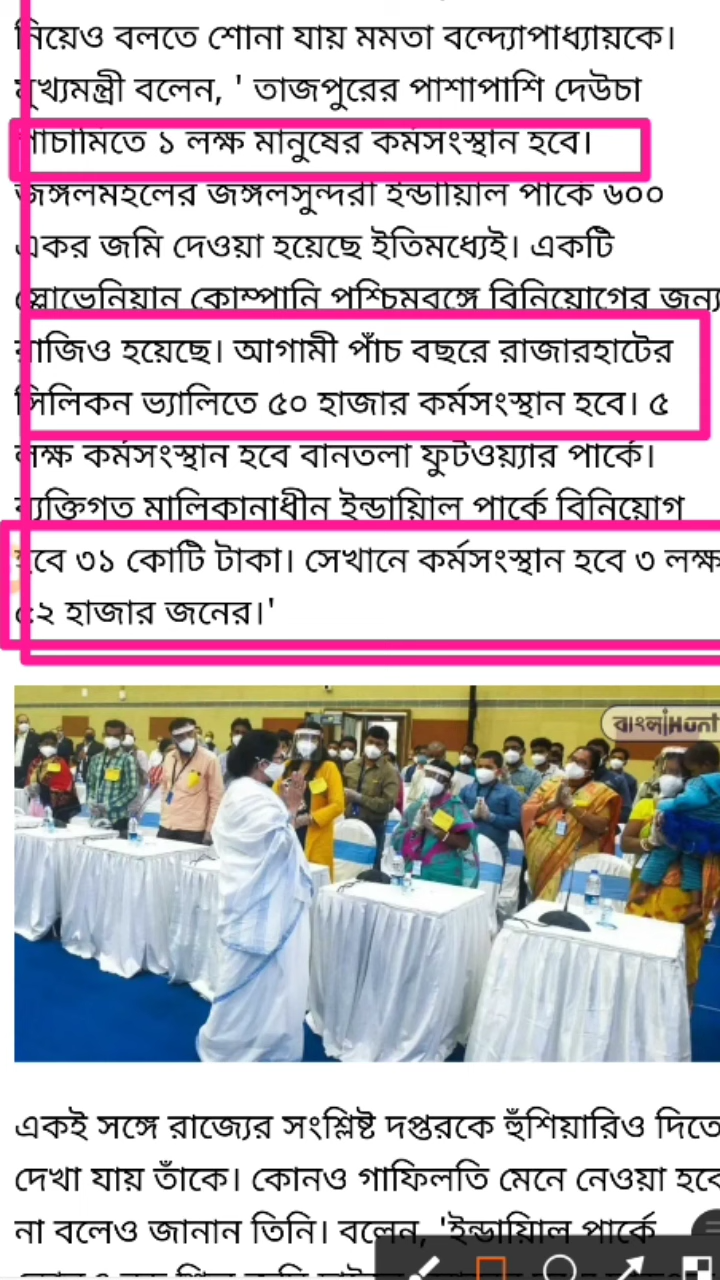 নিয়েও বলতে শোনা যায় মমতা বন্দ্যোপাধ্যায়কে।
মুখ্যমন্ত্রী বলেন, ' তাজপুরের পাশাপাশি দেউচা
পাচামিতে ১ লক্ষ মানুষের কর্মসংস্থান হবে।
জঙ্গলমহলের জঙ্গলসুন্দরী ইন্ডায়িাল পার্কে ৬০০
একর জমি দেওয়া হয়েছে ইতিমধ্যেই। একটি
স্লোভেনিয়ান কোম্পানি পশ্চিমবঙ্গে বিনিয়োগের জন্য
রাজিও হয়েছে। আগামী পাঁচ বছরে রাজারহাটের
সিলিকন ভ্যালিতে ৫০ হাজার কর্মসংস্থান হবে। ৫
লক্ষ কর্মসংস্থান হবে বানতলা ফুটওয়্যার পার্কে।
ব্যক্তিগত মালিকানাধীন ইন্ডায়িাল পার্কে বিনিয়োগ
হবে ৩১ কোটি টাকা। সেখানে কর্মসংস্থান হবে ৩ লক্ষ
৫২ হাজার জনের।'
বাংলাHunt
একই সঙ্গে রাজ্যের সংশ্লিষ্ট দপ্তরকে হুঁশিয়ারিও দিতে
দেখা যায় তাঁকে। কোনও গাফিলতি মেনে নেওয়া হবে
না বলেও জানান তিনি। বলেন, 'ইন্ডায়িাল পার্কে